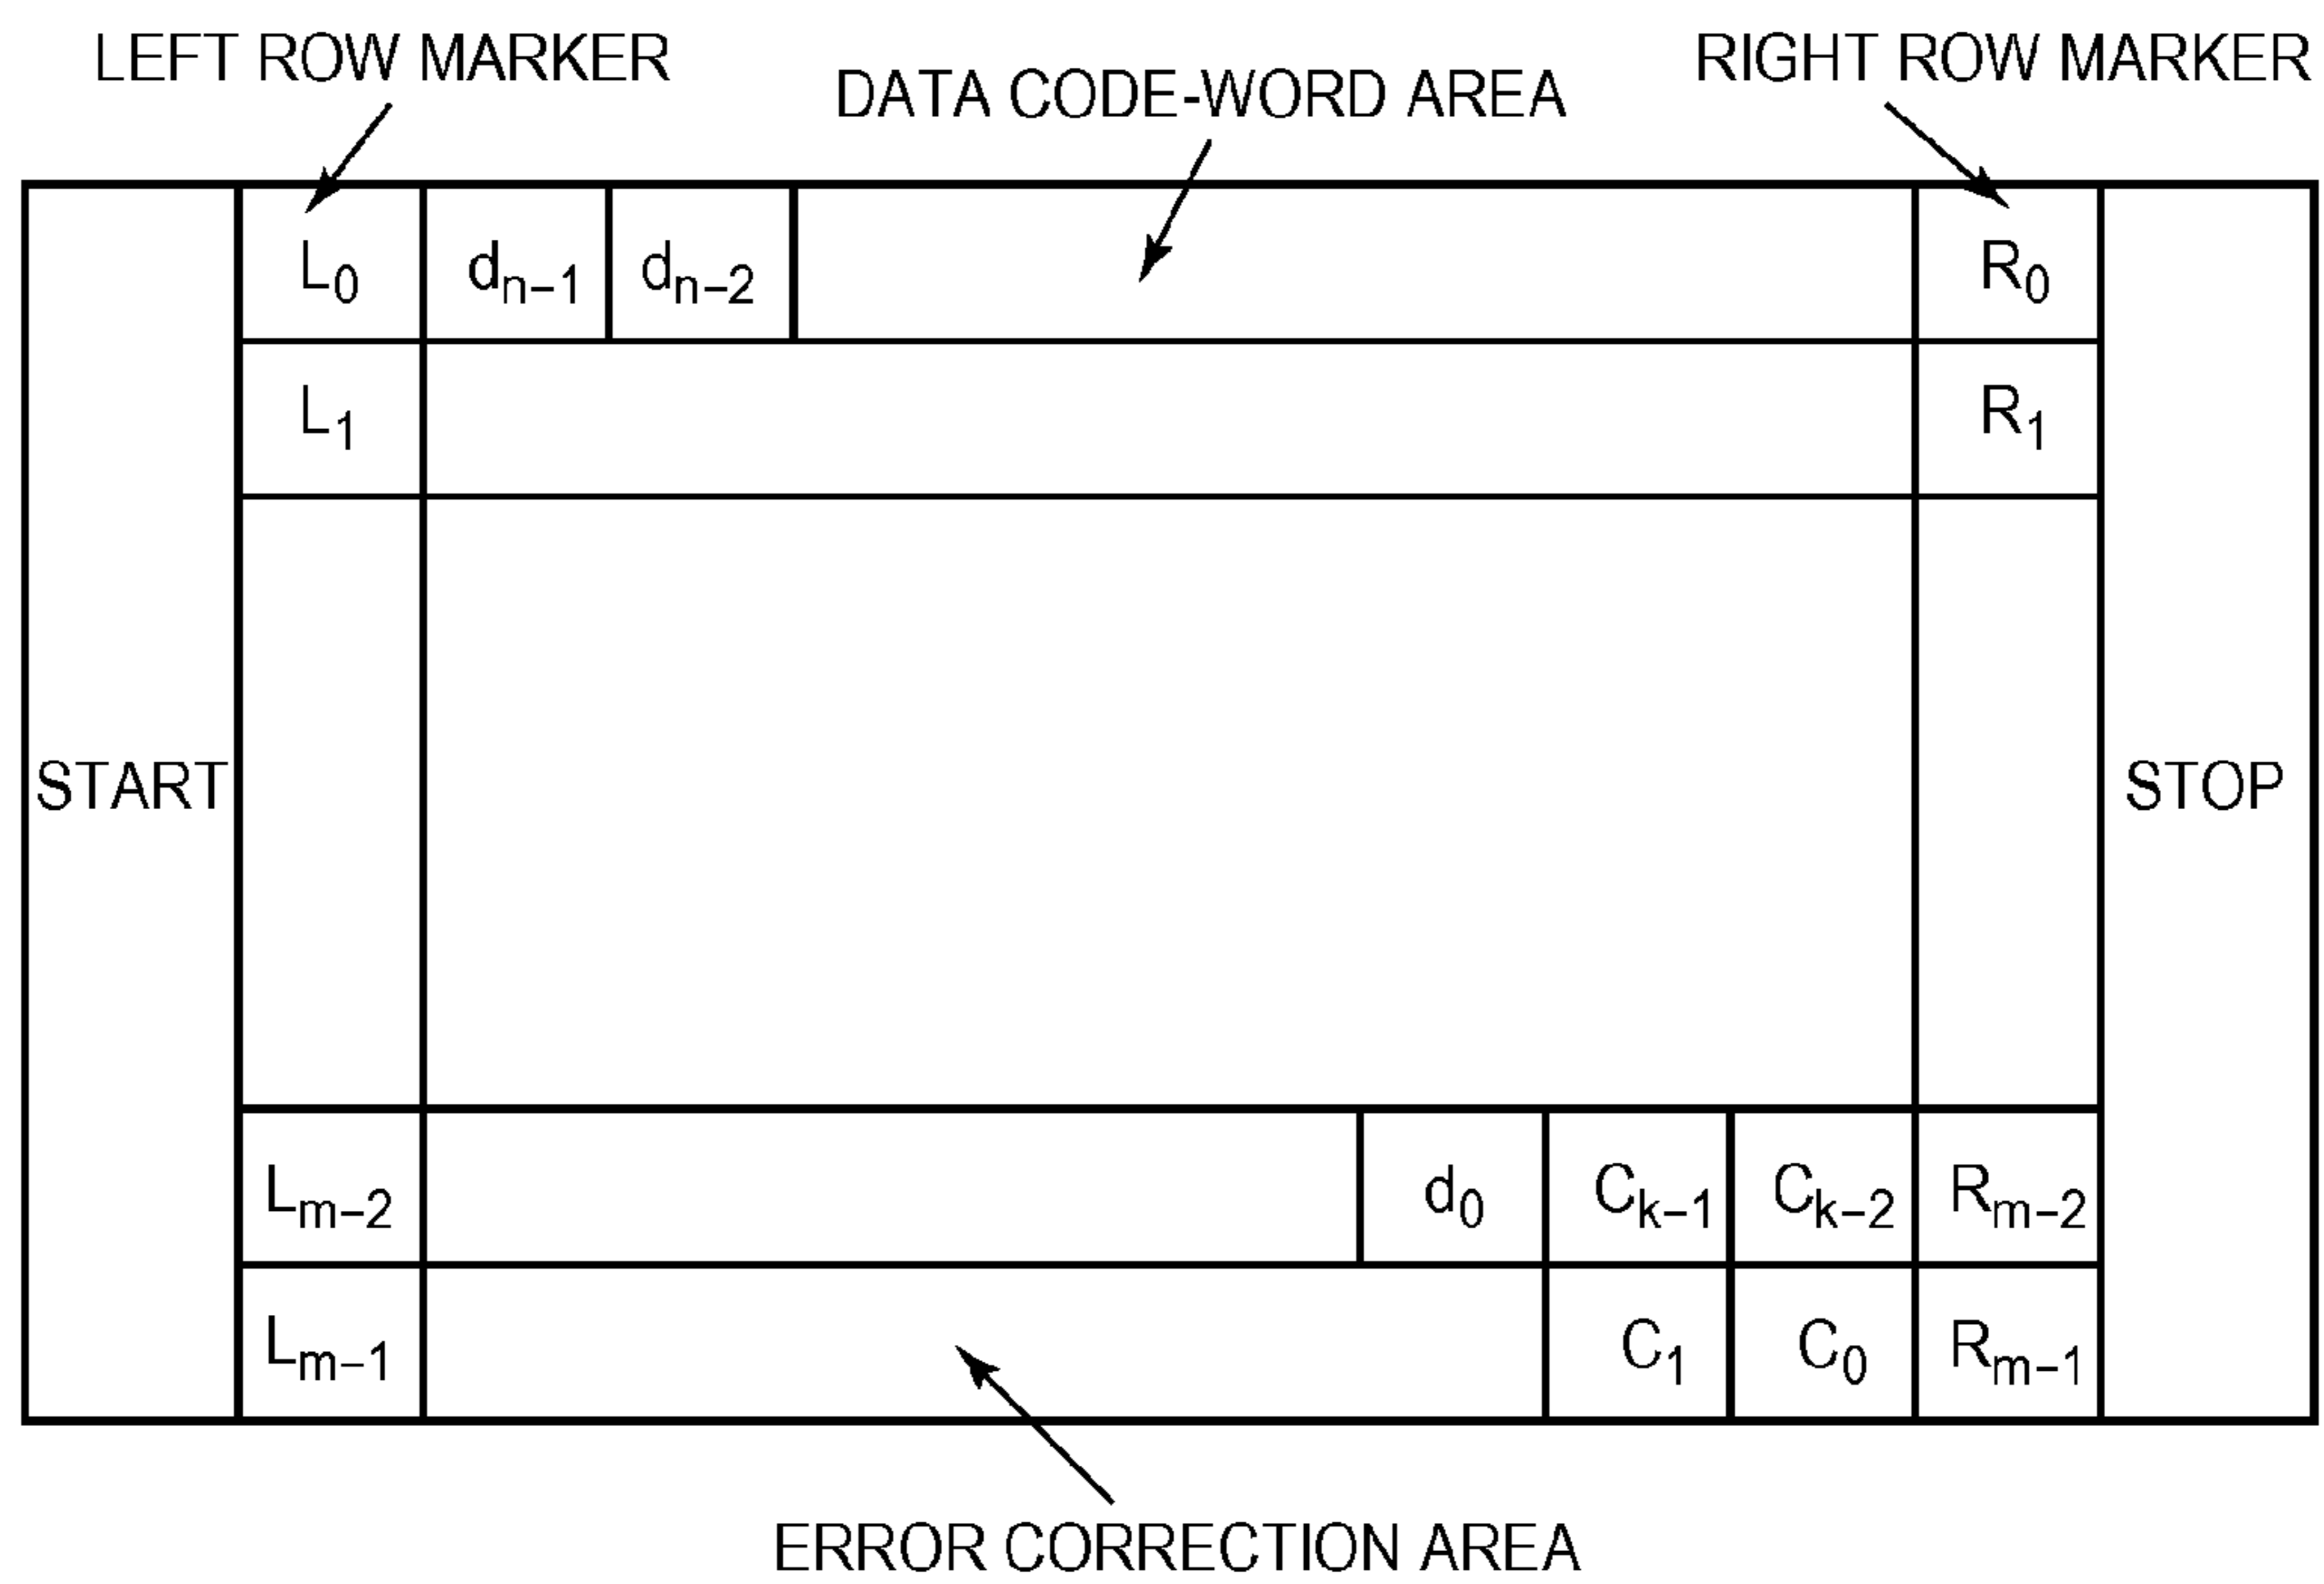 LEFT ROW MARKER
DATA CODE-WORD AREA
RIGHT ROW MARKER
L₀ dₙ₋₁ dₙ₋₂ R₀
L₁ R₁
START STOP
Lₘ₋₂ d₀ Cₖ₋₁ Cₖ₋₂ Rₘ₋₂
Lₘ₋₁ C₁ C₀ Rₘ₋₁
ERROR CORRECTION AREA